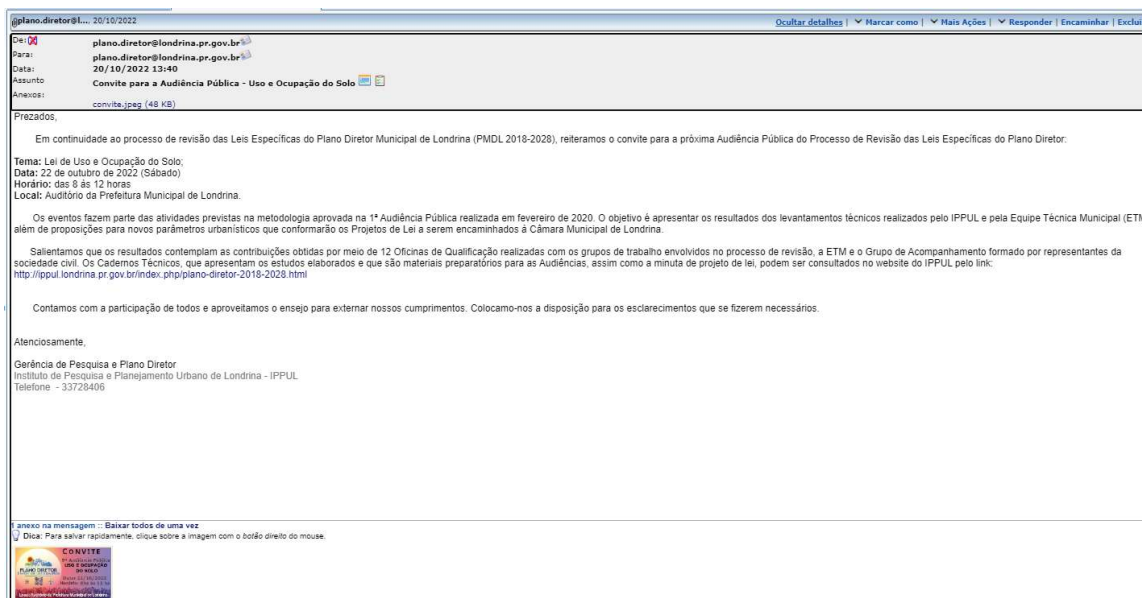 @plano.diretor@l..., 20/10/2022
Ocultar detalhes | Marcar como | Mais Ações | Responder | Encaminhar | Exclui
De:
plano.diretor@londrina.pr.gov.br
Para:
plano.diretor@londrina.pr.gov.br
Data:
20/10/2022 13:40
Assunto
Convite para a Audiência Pública - Uso e Ocupação do Solo
Anexos:
convite.jpeg (48 KB)
Prezados,
Em continuidade ao processo de revisão das Leis Específicas do Plano Diretor Municipal de Londrina (PMDL 2018-2028), reiteramos o convite para a próxima Audiência Pública do Processo de Revisão das Leis Específicas do Plano Diretor:
Tema: Lei de Uso e Ocupação do Solo;
Data: 22 de outubro de 2022 (Sábado)
Horário: das 8 ás 12 horas
Local: Auditório da Prefeitura Municipal de Londrina.
Os eventos fazem parte das atividades previstas na metodologia aprovada na 1ª Audiência Pública realizada em fevereiro de 2020. O objetivo é apresentar os resultados dos levantamentos técnicos realizados pelo IPPUL e pela Equipe Técnica Municipal (ETM
além de proposições para novos parâmetros urbanísticos que conformarão os Projetos de Lei a serem encaminhados à Câmara Municipal de Londrina.
Salientamos que os resultados contemplam as contribuições obtidas por meio de 12 Oficinas de Qualificação realizadas com os grupos de trabalho envolvidos no processo de revisão, a ETM e o Grupo de Acompanhamento formado por representantes da
sociedade civil. Os Cadernos Técnicos, que apresentam os estudos elaborados e que são materiais preparatórios para as Audiências, assim como a minuta de projeto de lei, podem ser consultados no website do IPPUL pelo link:
http://ippul.londrina.pr.gov.br/index.php/plano-diretor-2018-2028.html
Contamos com a participação de todos e aproveitamos o ensejo para externar nossos cumprimentos. Colocamo-nos a disposição para os esclarecimentos que se fizerem necessários.
Atenciosamente,
Gerência de Pesquisa e Plano Diretor
Instituto de Pesquisa e Planejamento Urbano de Londrina - IPPUL
Telefone - 33728406
1 anexo na mensagem :: Baixar todos de uma vez
Dica: Para salvar rapidamente, clique sobre a imagem com o botão direito do mouse.
CONVITE
Audiência Pública
USO E OCUPAÇÃO
DO SOLO
PLANO DIRETOR